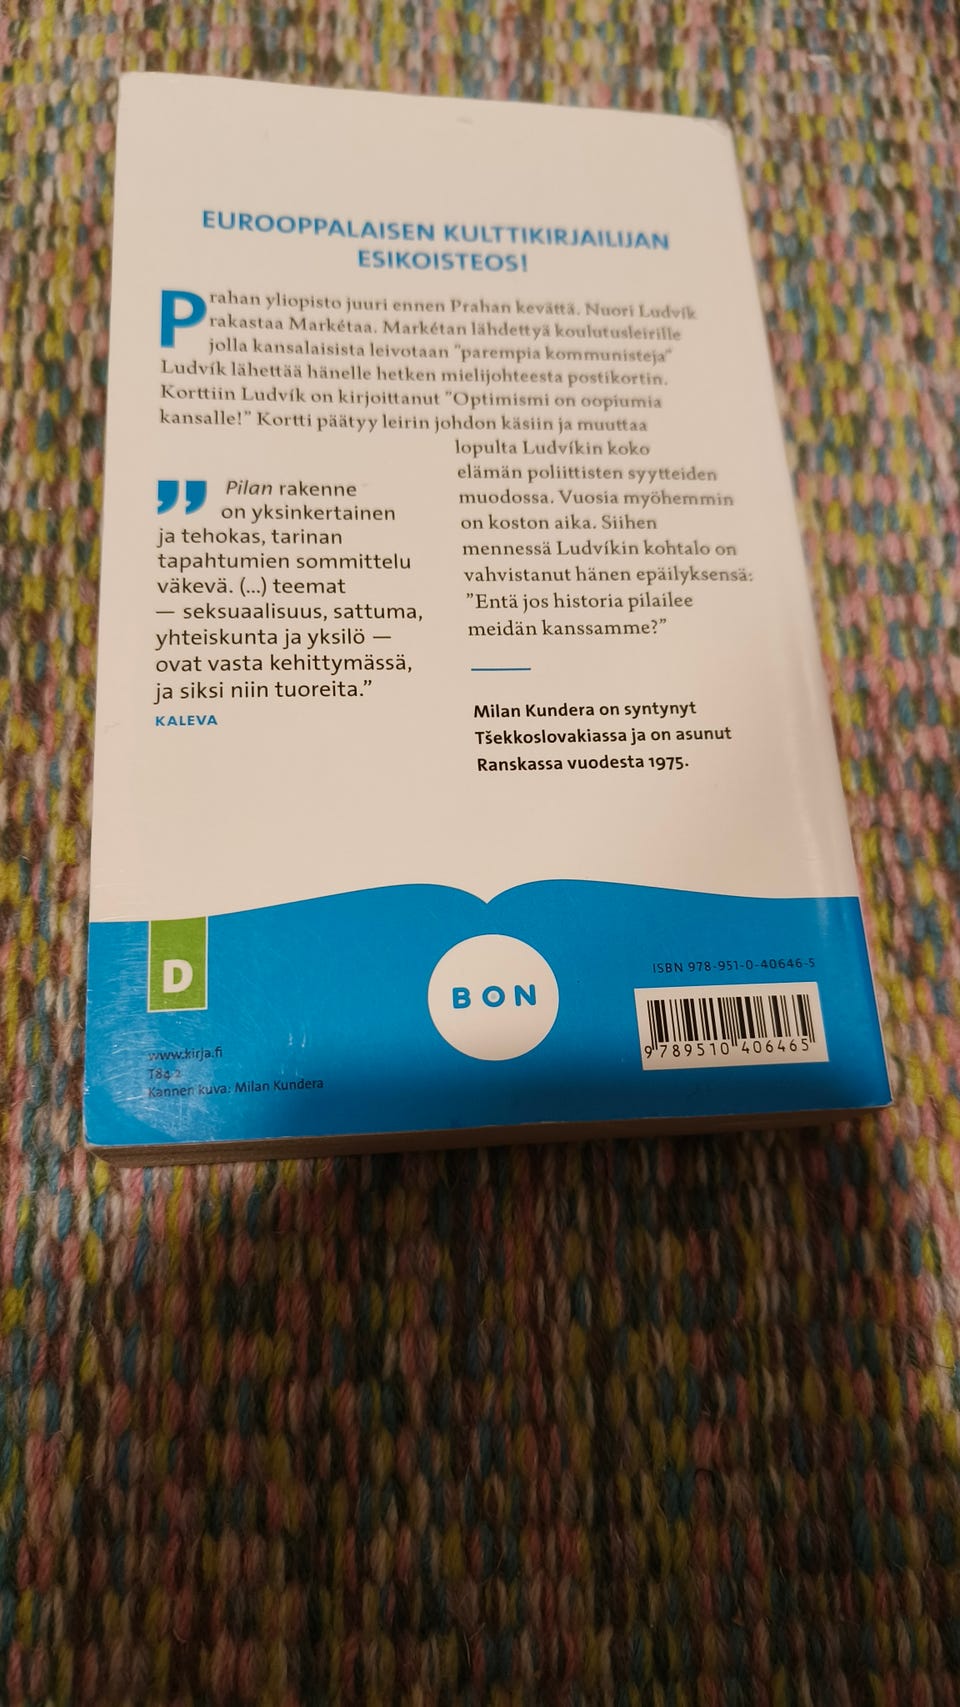 EUROOPPALAISEN KULTTIKIRJAILIJAN
ESIKOISTEOS!
Prahan yliopisto juuri ennen Prahan kevättä. Nuori Ludvík
rakastaa Markétaa. Markétan lähdettyä koulutusleirille
jolla kansalaisista leivotaan "parempia kommunisteja"
Ludvík lähettää hänelle hetken mielijohteesta postikortin.
Korttiin Ludvík on kirjoittanut "Optimismi on oopiumia
kansalle!" Kortti päätyy leirin johdon käsiin ja muuttaa
lopulta Ludvíkin koko
elämän poliittisten syytteiden
muodossa. Vuosia myöhemmin
on koston aika. Siihen
mennessä Ludvíkin kohtalo on
vahvistanut hänen epäilyksensä:
"Entä jos historia pilailee
meidän kanssamme?"
" Pilan rakenne
on yksinkertainen
ja tehokas, tarinan
tapahtumien sommittelu
väkevä. (...) teemat
— seksuaalisuus, sattuma,
yhteiskunta ja yksilö —
ovat vasta kehittymässä,
ja siksi niin tuoreita."
KALEVA
Milan Kundera on syntynyt
Tšekkoslovakiassa ja on asunut
Ranskassa vuodesta 1975.
D
BON
ISBN 978-951-0-40646-5
9 789510 406465
www.kirja.fi
T84.2
Kannen kuva: Milan Kundera